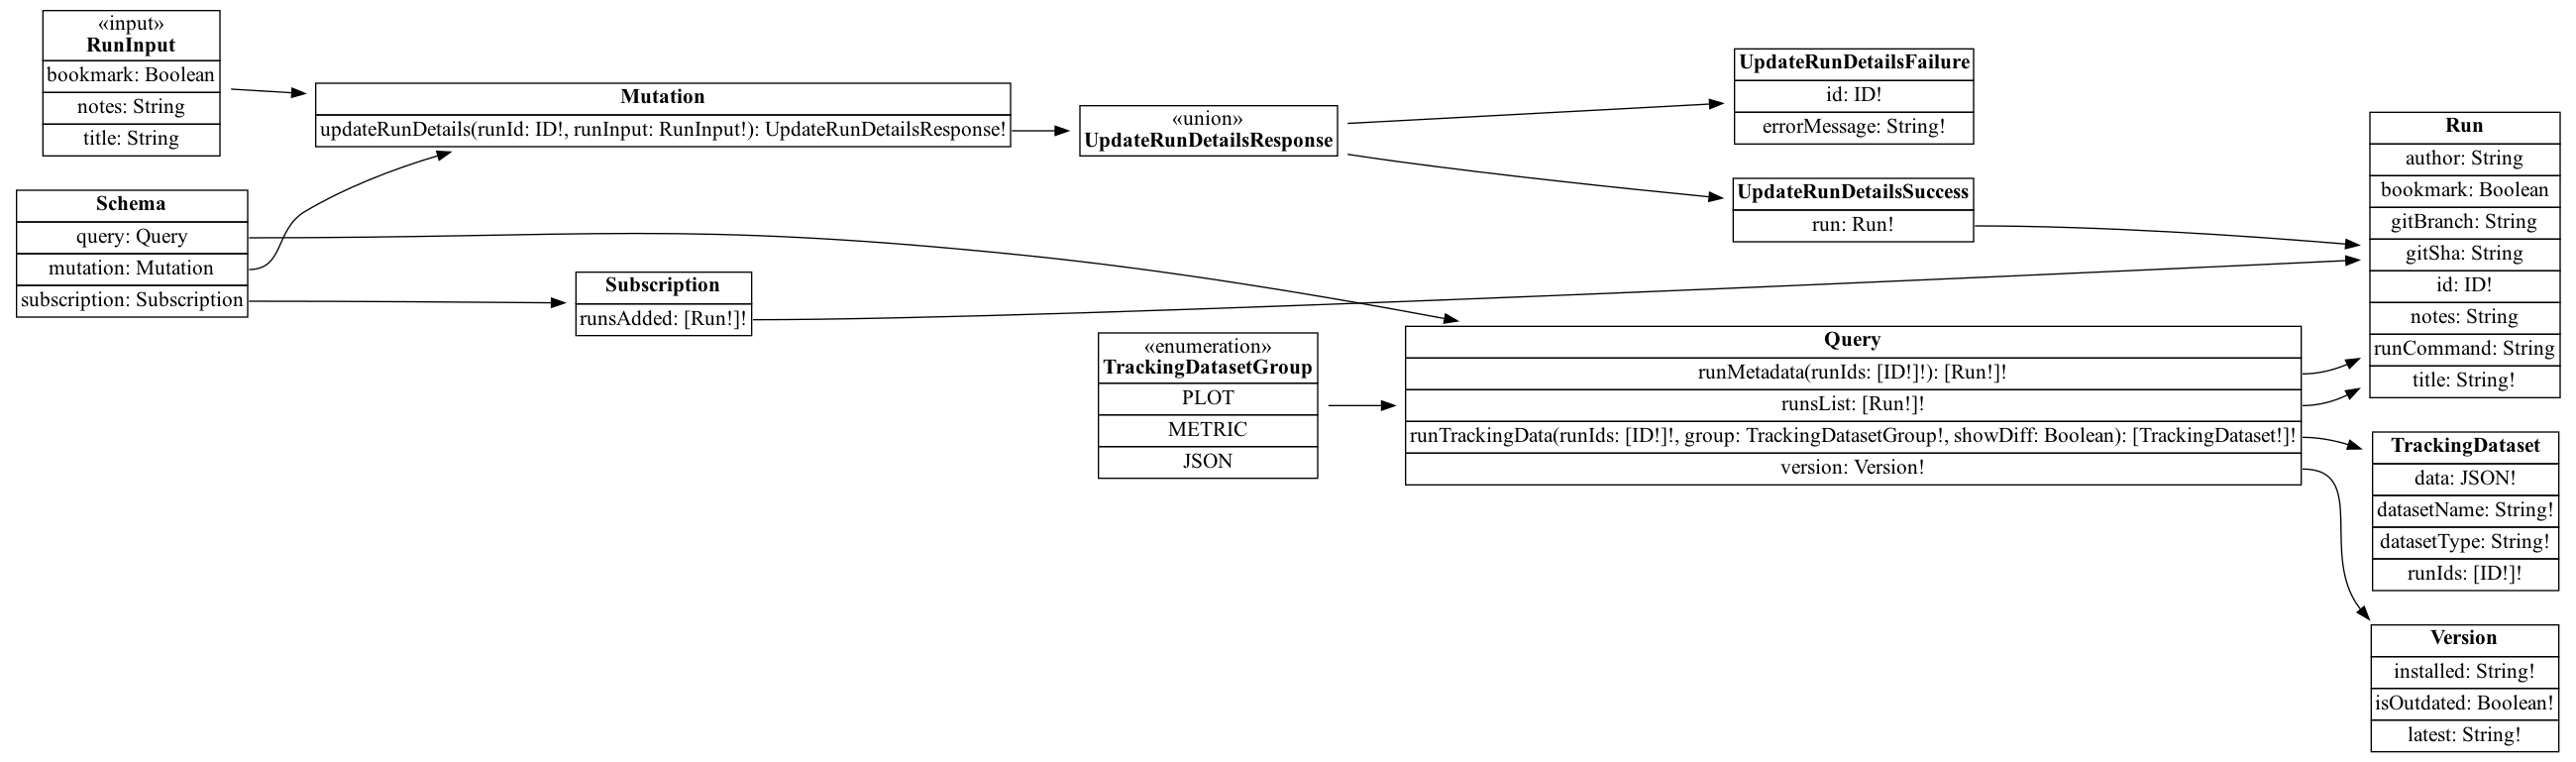 «input»
RunInput
bookmark: Boolean
notes: String
title: String
Schema
query: Query
mutation: Mutation
subscription: Subscription
Mutation
updateRunDetails(runId: ID!, runInput: RunInput!): UpdateRunDetailsResponse!
Subscription
runsAdded: [Run!]!
«union»
UpdateRunDetailsResponse
«enumeration»
TrackingDatasetGroup
PLOT
METRIC
JSON
UpdateRunDetailsFailure
id: ID!
errorMessage: String!
UpdateRunDetailsSuccess
run: Run!
Query
runMetadata(runIds: [ID!]!): [Run!]!
runsList: [Run!]!
runTrackingData(runIds: [ID!]!, group: TrackingDatasetGroup!, showDiff: Boolean): [TrackingDataset!]!
version: Version!
Run
author: String
bookmark: Boolean
gitBranch: String
gitSha: String
id: ID!
notes: String
runCommand: String
title: String!
TrackingDataset
data: JSON!
datasetName: String!
datasetType: String!
runIds: [ID!]!
Version
installed: String!
isOutdated: Boolean!
latest: String!